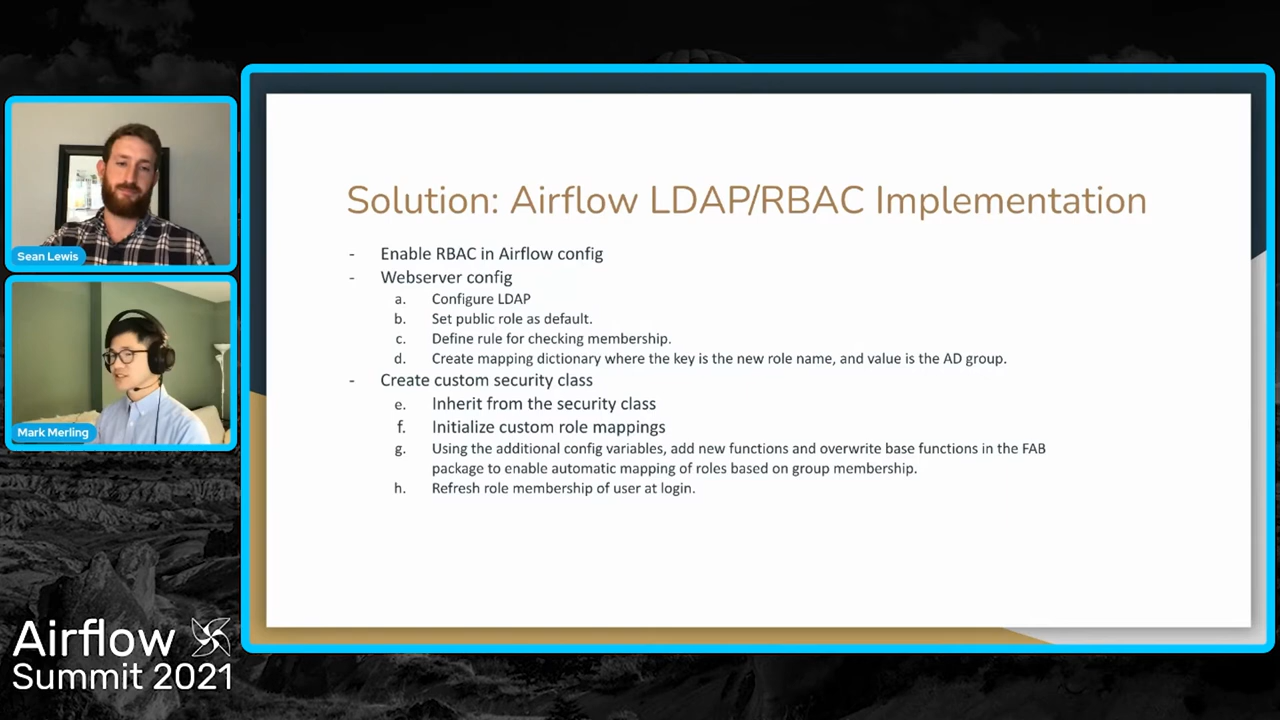 Solution: Airflow LDAP/RBAC Implementation
- Enable RBAC in Airflow config
- Webserver config
a. Configure LDAP
b. Set public role as default.
c. Define rule for checking membership.
d. Create mapping dictionary where the key is the new role name, and value is the AD group.
- Create custom security class
e. Inherit from the security class
f. Initialize custom role mappings
g. Using the additional config variables, add new functions and overwrite base functions in the FAB
package to enable automatic mapping of roles based on group membership.
h. Refresh role membership of user at login.
Sean Lewis
Mark Merling
Airflow
Summit 2021